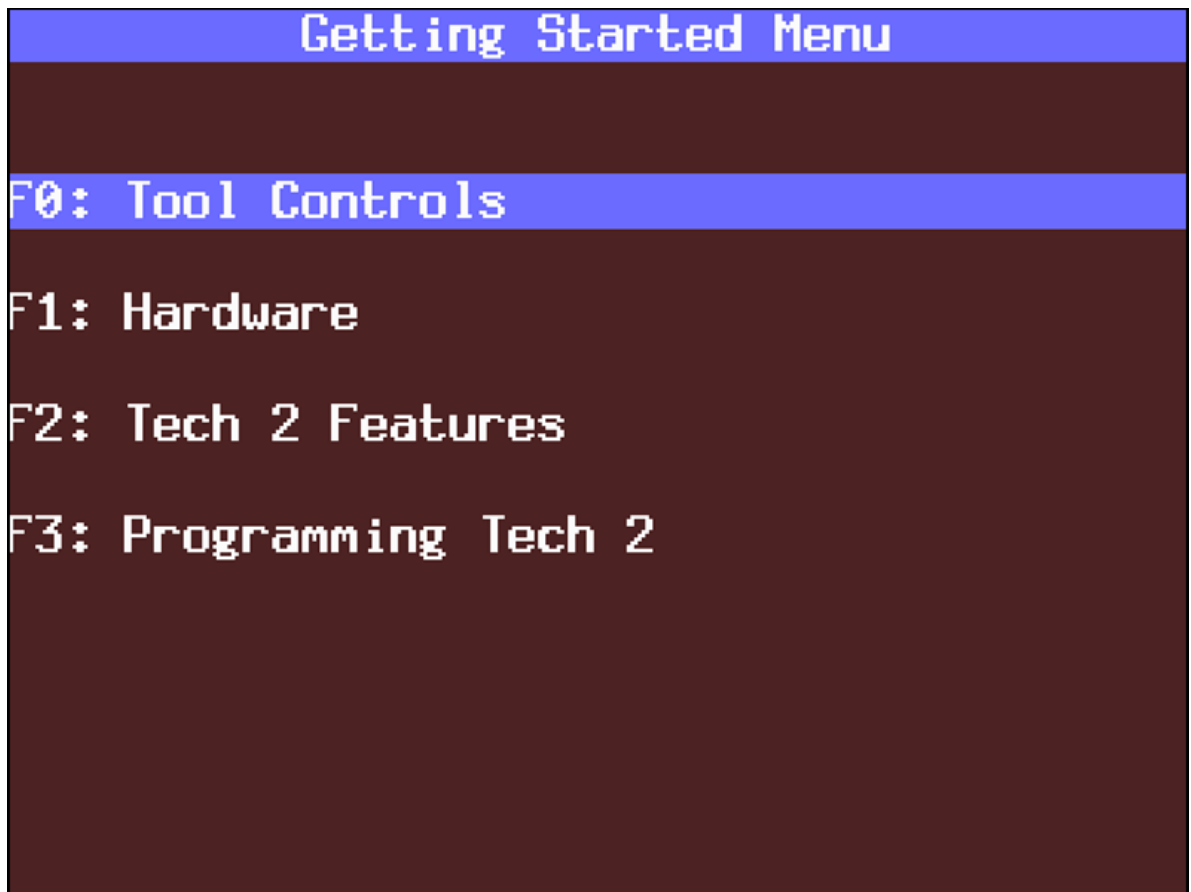 Getting Started Menu
F0: Tool Controls
F1: Hardware
F2: Tech 2 Features
F3: Programming Tech 2